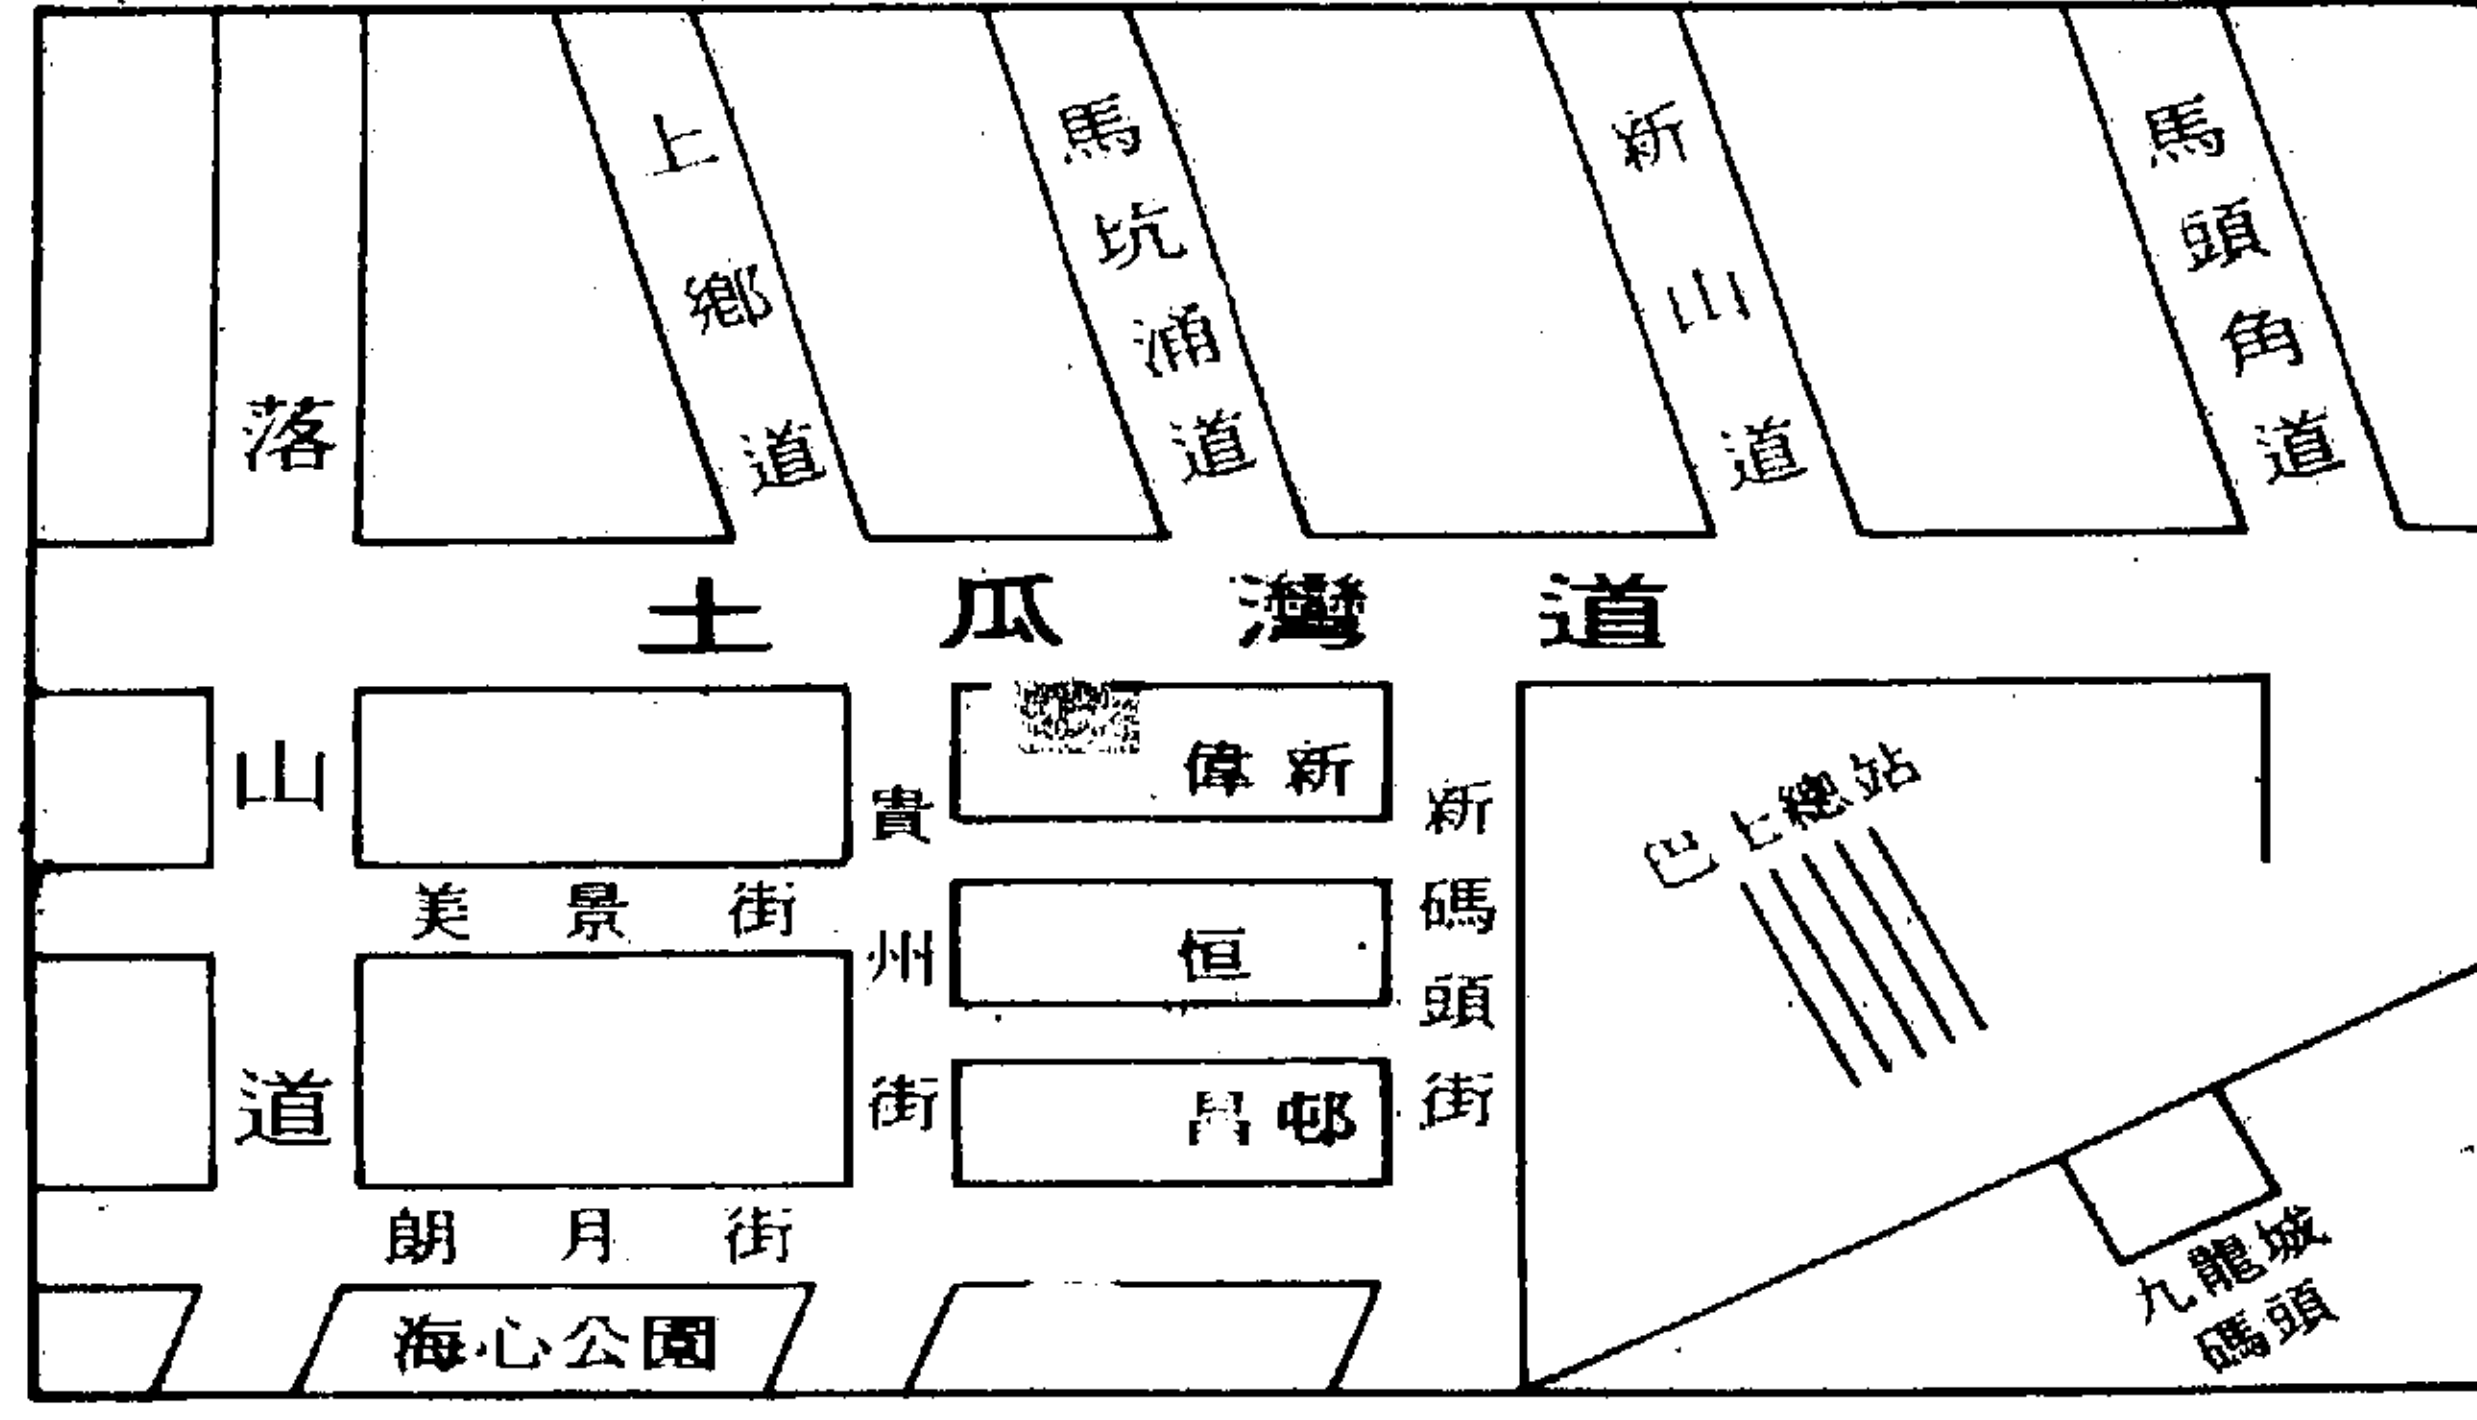 上鄉道
馬坑涌道
新山道
馬頭角道
落山道
土瓜灣道
偉新
恒
昌邨
貴州街
新碼頭街
美景街
朗月街
海心公園
巴士總站
九龍城
碼頭